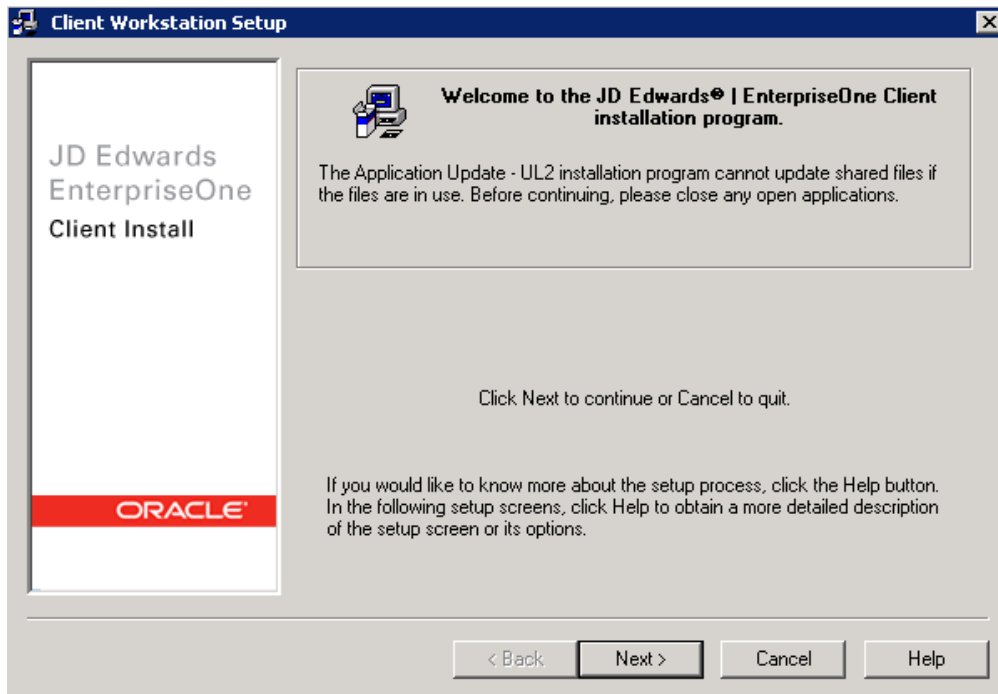 Client Workstation Setup
JD Edwards
EnterpriseOne
Client Install
ORACLE®
Welcome to the JD Edwards® | EnterpriseOne Client
installation program.
The Application Update - UL2 installation program cannot update shared files if
the files are in use. Before continuing, please close any open applications.
Click Next to continue or Cancel to quit.
If you would like to know more about the setup process, click the Help button.
In the following setup screens, click Help to obtain a more detailed description
of the setup screen or its options.
< Back
Next >
Cancel
Help